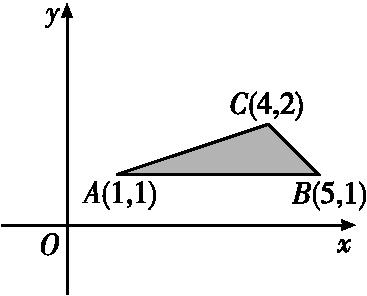 y
C(4,2)
A(1,1) B(5,1)
O x